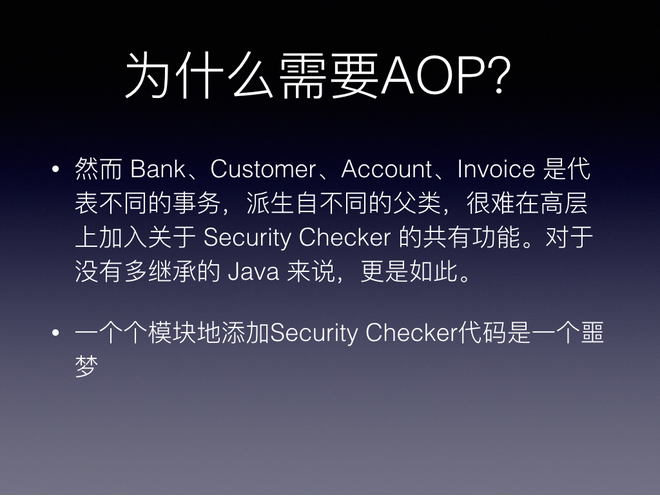 为什么需要AOP？
• 然而 Bank、Customer、Account、Invoice 是代
表不同的事务，派生自不同的父类，很难在高层
上加入关于 Security Checker 的共有功能。对于
没有多继承的 Java 来说，更是如此。
• 一个个模块地添加Security Checker代码是一个噩
梦